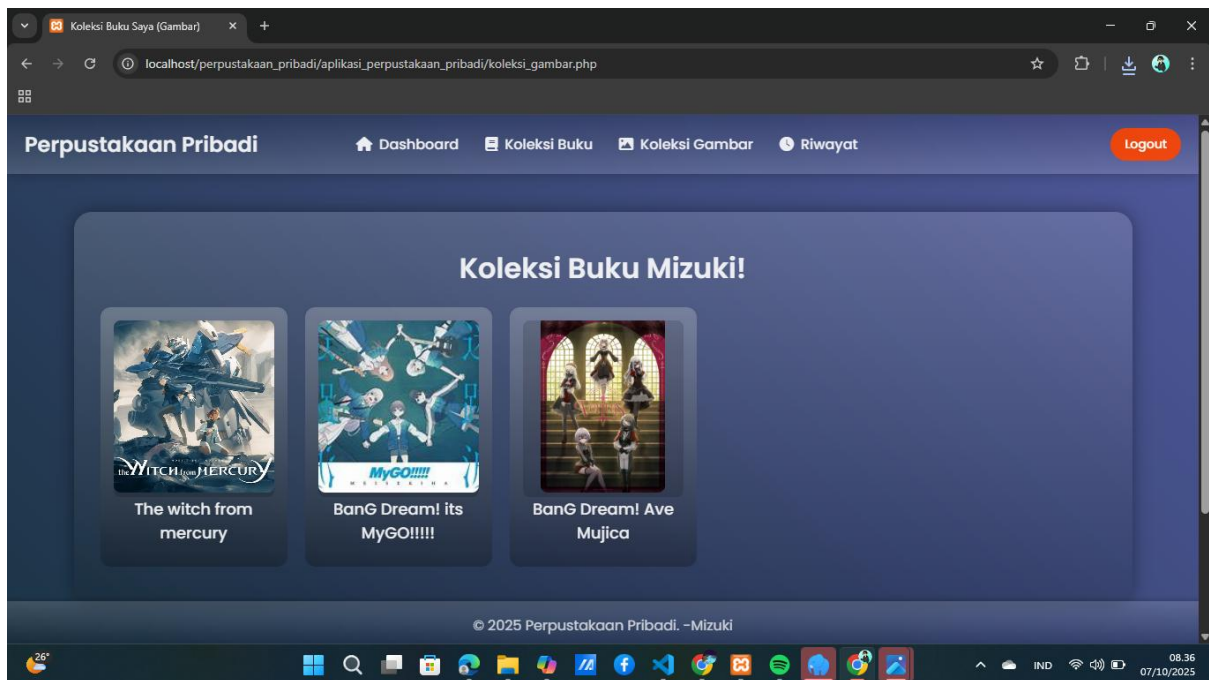 Koleksi Buku Saya (Gambar)
localhost/perpustakaan_pribadi/aplikasi_perpustakaan_pribadi/koleksi_gambar.php
Perpustakaan Pribadi
Dashboard
Koleksi Buku
Koleksi Gambar
Riwayat
Logout
Koleksi Buku Mizuki!
the WITCH from MERCURY
MyGO!!!!!
The witch from
mercury
BanG Dream! its
MyGO!!!!!
BanG Dream! Ave
Mujica
© 2025 Perpustakaan Pribadi. -Mizuki
26°
IND
08.36
07/10/2025